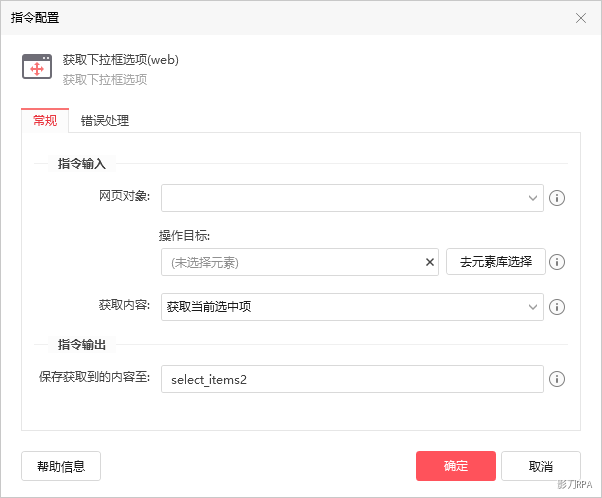 指令配置
获取下拉框选项(web)
获取下拉框选项
常规 错误处理
指令输入
网页对象:
操作目标:
(未选择元素) 去元素库选择
获取内容: 获取当前选中项
指令输出
保存获取到的内容至: select_items2
帮助信息 确定 取消
影刀RPA